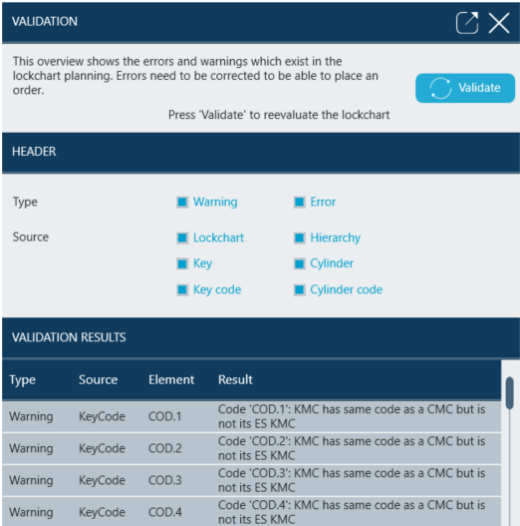 VALIDATION
This overview shows the errors and warnings which exist in the
lockchart planning. Errors need to be corrected to be able to place an
order.
Validate
Press 'Validate' to reevaluate the lockchart
HEADER
Type Warning Error
Source Lockchart Hierarchy
Key Cylinder
Key code Cylinder code
VALIDATION RESULTS
Type Source Element Result
Warning KeyCode COD.1 Code 'COD.1': KMC has same code as a CMC but is
not its ES KMC
Warning KeyCode COD.2 Code 'COD.2': KMC has same code as a CMC but is
not its ES KMC
Warning KeyCode COD.3 Code 'COD.3': KMC has same code as a CMC but is
not its ES KMC
Warning KeyCode COD.4 Code 'COD.4': KMC has same code as a CMC but is
not its ES KMC